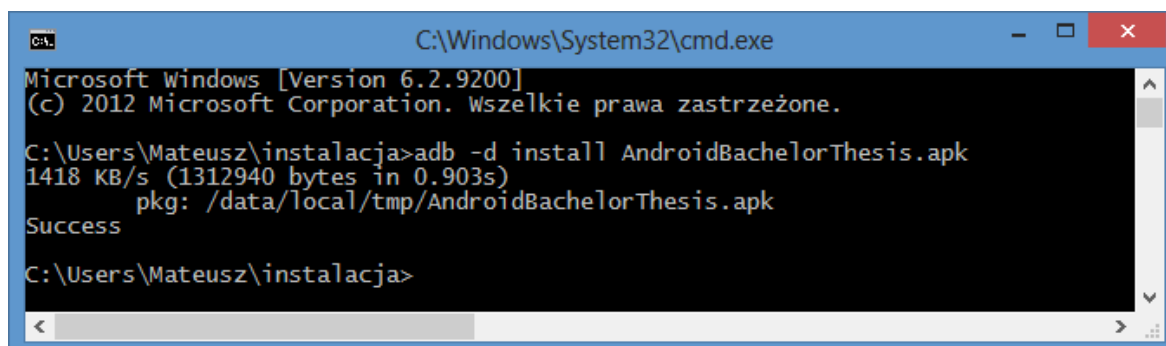 C:\Windows\System32\cmd.exe
Microsoft Windows [Version 6.2.9200]
(c) 2012 Microsoft Corporation. Wszelkie prawa zastrzeżone.
C:\Users\Mateusz\instalacja>adb -d install AndroidBachelorThesis.apk
1418 KB/s (1312940 bytes in 0.903s)
pkg: /data/local/tmp/AndroidBachelorThesis.apk
Success
C:\Users\Mateusz\instalacja>